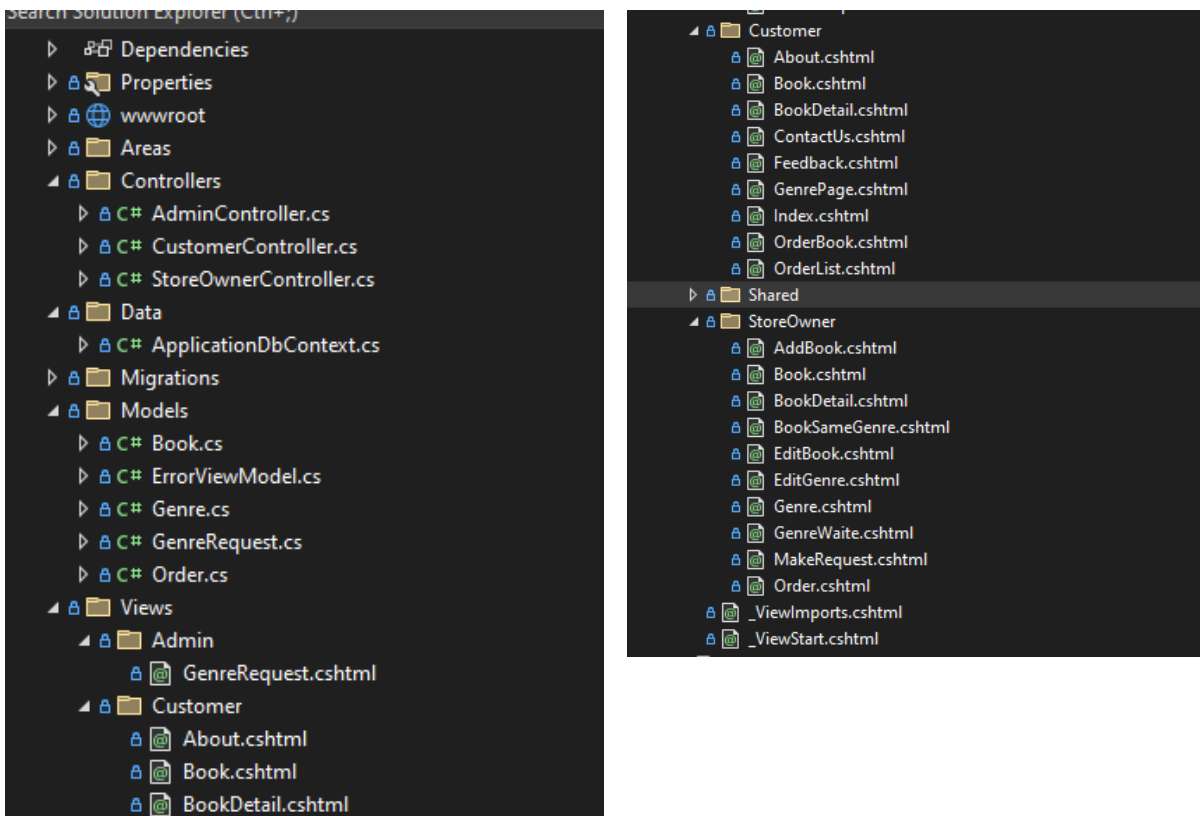 Search Solution Explorer (Ctrl+;)
Dependencies
Properties
wwwroot
Areas
Controllers
C# AdminController.cs
C# CustomerController.cs
C# StoreOwnerController.cs
Data
C# ApplicationDbContext.cs
Migrations
Models
C# Book.cs
C# ErrorViewModel.cs
C# Genre.cs
C# GenreRequest.cs
C# Order.cs
Views
Admin
GenreRequest.cshtml
Customer
About.cshtml
Book.cshtml
BookDetail.cshtml
Customer
About.cshtml
Book.cshtml
BookDetail.cshtml
ContactUs.cshtml
Feedback.cshtml
GenrePage.cshtml
Index.cshtml
OrderBook.cshtml
OrderList.cshtml
Shared
StoreOwner
AddBook.cshtml
Book.cshtml
BookDetail.cshtml
BookSameGenre.cshtml
EditBook.cshtml
EditGenre.cshtml
Genre.cshtml
GenreWaite.cshtml
MakeRequest.cshtml
Order.cshtml
_ViewImports.cshtml
_ViewStart.cshtml